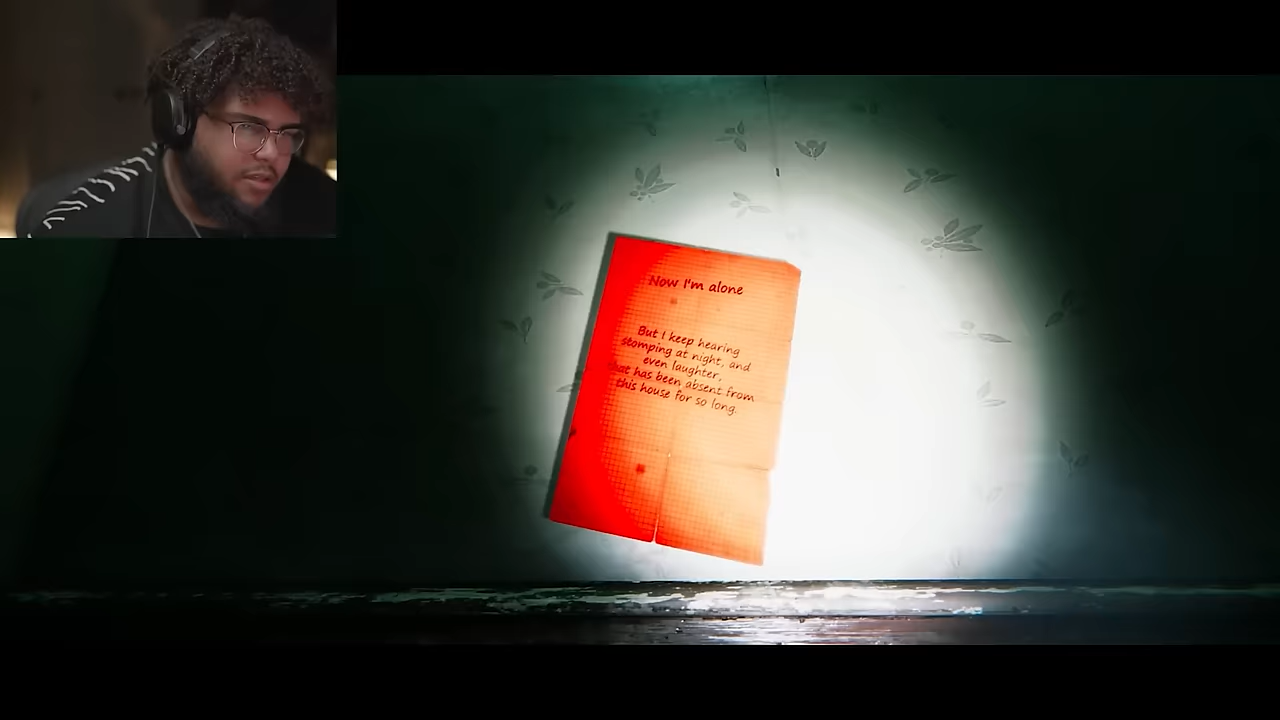 Now I'm alone
But I keep hearing
stomping at night, and
even laughter,
that has been absent from
this house for so long.